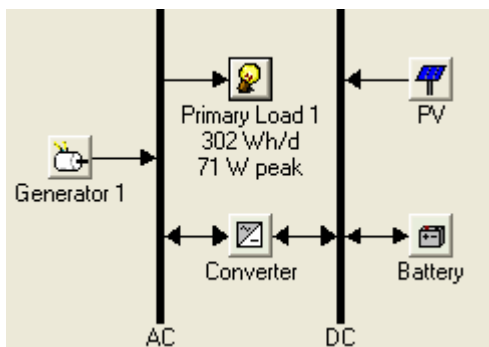 Primary Load 1
302 Wh/d
71 W peak
PV
Generator 1
Converter
Battery
AC
DC